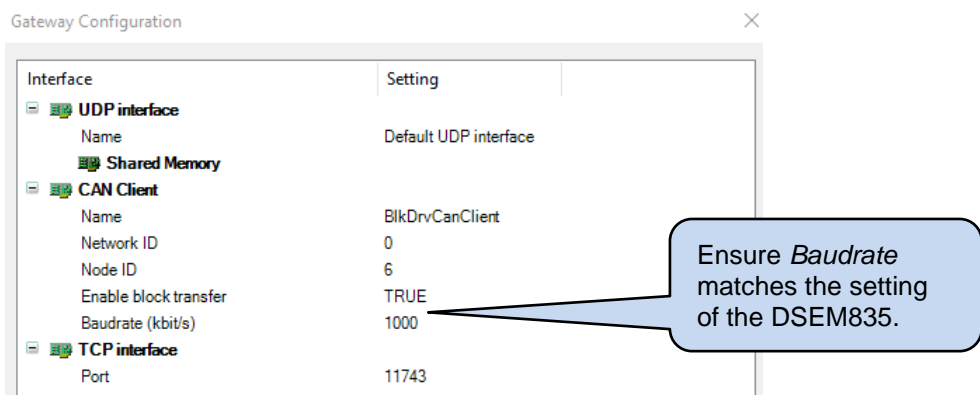 Gateway Configuration
Interface Setting
UDP interface
Name Default UDP interface
Shared Memory
CAN Client
Name BlkDrvCanClient
Network ID 0
Node ID 6
Enable block transfer TRUE
Baudrate (kbit/s) 1000
TCP interface
Port 11743
Ensure Baudrate
matches the setting
of the DSEM835.